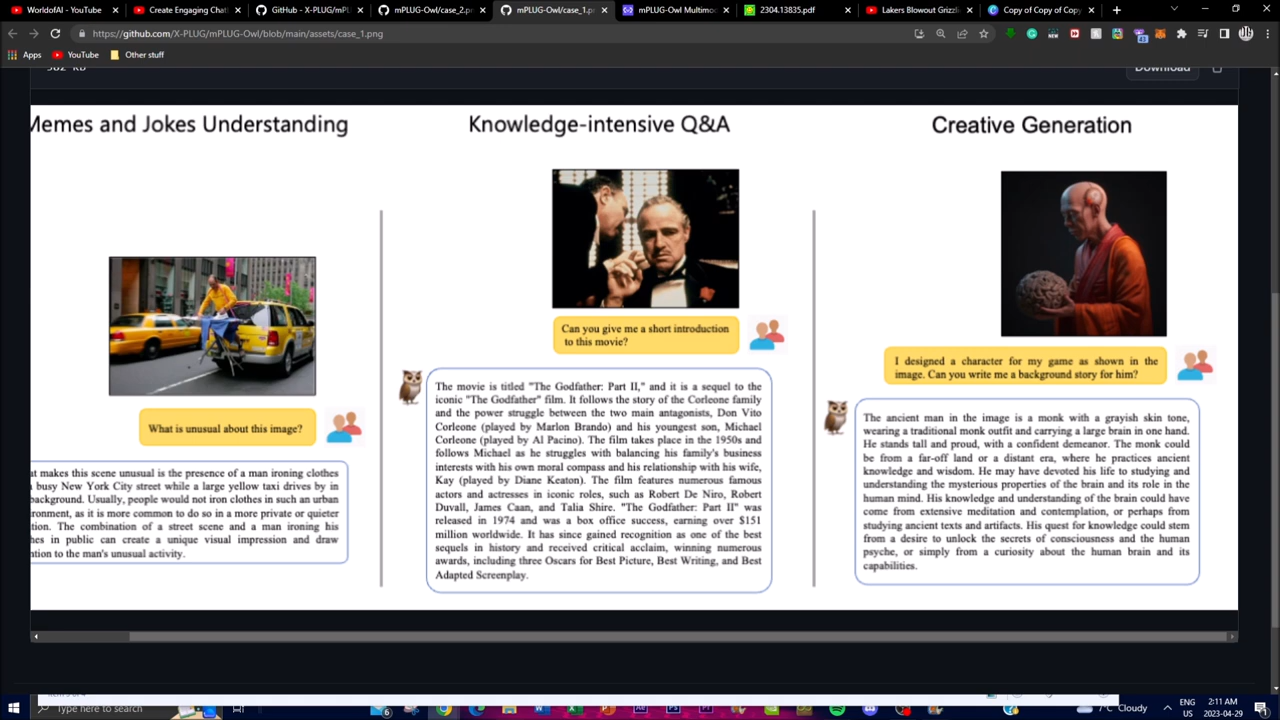 WorldofAI - YouTube
Create Engaging Chat
GitHub - X-PLUG/mPL
mPLUG-Owl/case_2.p
mPLUG-Owl/case_1.p
mPLUG-Owl Multimoc
2304.13835.pdf
Lakers Blowout Grizzl
Copy of Copy of Copy
https://github.com/X-PLUG/mPLUG-Owl/blob/main/assets/case_1.png
Apps
YouTube
Other stuff
Download
Memes and Jokes Understanding
What is unusual about this image?
at makes this scene unusual is the presence of a man ironing clothes
busy New York City street while a large yellow taxi drives by in
background. Usually, people would not iron clothes in such an urban
ronment, as it is more common to do so in a more private or quieter
tion. The combination of a street scene and a man ironing his
hes in public can create a unique visual impression and draw
ntion to the man's unusual activity.
Knowledge-intensive Q&A
Can you give me a short introduction
to this movie?
The movie is titled "The Godfather: Part II," and it is a sequel to the
iconic "The Godfather" film. It follows the story of the Corleone family
and the power struggle between the two main antagonists, Don Vito
Corleone (played by Marlon Brando) and his youngest son, Michael
Corleone (played by Al Pacino). The film takes place in the 1950s and
follows Michael as he struggles with balancing his family's business
interests with his own moral compass and his relationship with his wife,
Kay (played by Diane Keaton). The film features numerous famous
actors and actresses in iconic roles, such as Robert De Niro, Robert
Duvall, James Caan, and Talia Shire. "The Godfather: Part II" was
released in 1974 and was a box office success, earning over $151
million worldwide. It has since gained recognition as one of the best
sequels in history and received critical acclaim, winning numerous
awards, including three Oscars for Best Picture, Best Writing, and Best
Adapted Screenplay.
Creative Generation
I designed a character for my game as shown in the
image. Can you write me a background story for him?
The ancient man in the image is a monk with a grayish skin tone,
wearing a traditional monk outfit and carrying a large brain in one hand.
He stands tall and proud, with a confident demeanor. The monk could
be from a far-off land or a distant era, where he practices ancient
knowledge and wisdom. He may have devoted his life to studying and
understanding the mysterious properties of the brain and its role in the
human mind. His knowledge and understanding of the brain could have
come from extensive meditation and contemplation, or perhaps from
studying ancient texts and artifacts. His quest for knowledge could stem
from a desire to unlock the secrets of consciousness and the human
psyche, or simply from a curiosity about the human brain and its
capabilities.
Type here to search
7°C Cloudy
ENG
US
2:11 AM
2023-04-29